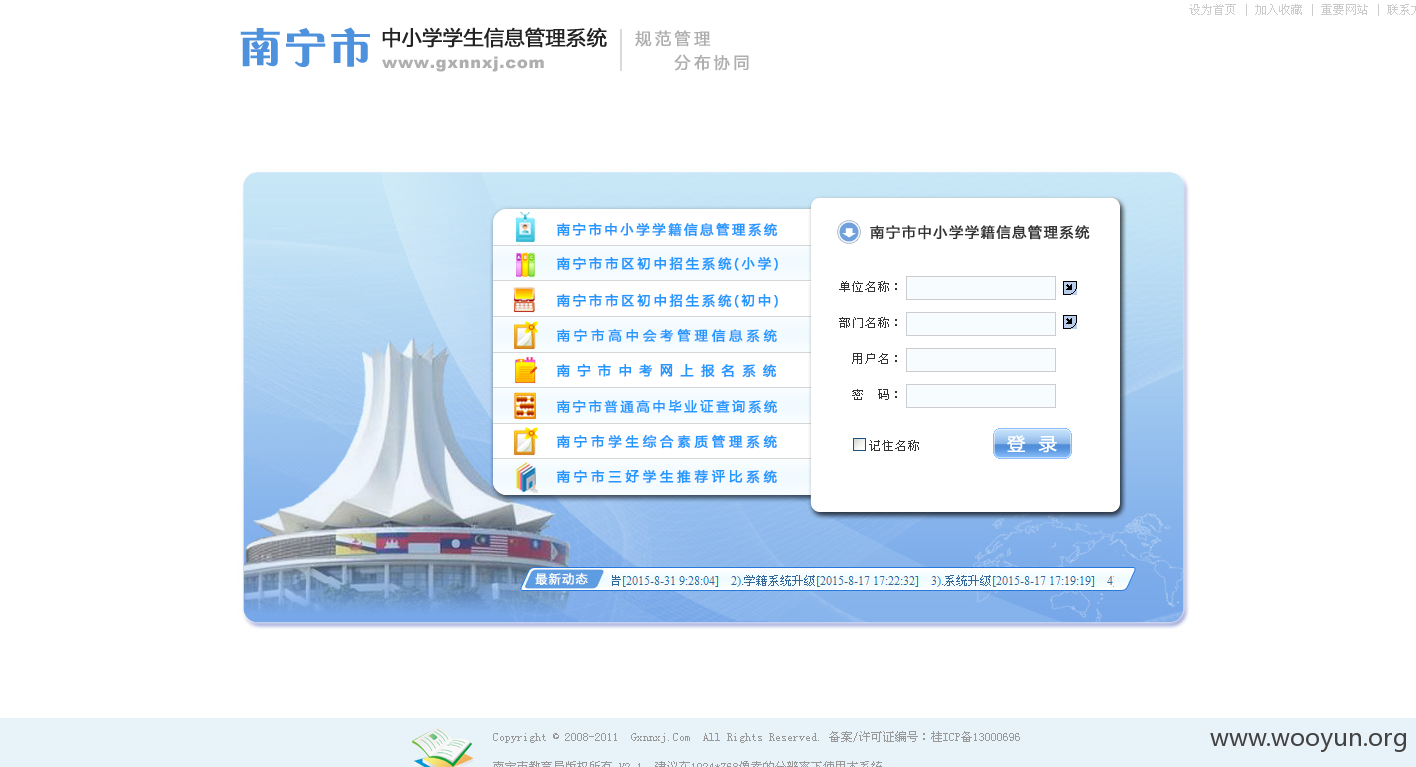 设为首页 | 加入收藏 | 重要网站 | 联系
南宁市 中小学学生信息管理系统
www.gxnnxj.com
规范管理
分布协同
南宁市中小学学籍信息管理系统
南宁市市区初中招生系统(小学)
南宁市市区初中招生系统(初中)
南宁市高中会考管理信息系统
南宁市中考网上报名系统
南宁市普通高中毕业证查询系统
南宁市学生综合素质管理系统
南宁市三好学生推荐评比系统
南宁市中小学学籍信息管理系统
单位名称：
部门名称：
用户名：
密 码：
记住名称
登 录
最新动态
[2015-8-31 9:28:04] 2).学籍系统升级[2015-8-17 17:22:32] 3).系统升级[2015-8-17 17:19:19] 4
Copyright © 2008-2011 Gxnnxj.Com All Rights Reserved. 备案/许可证编号：桂ICP备13000696
南宁市教育局版权所有 V2.1 建议在1024*768像素的分辨率下使用本系统
www.wooyun.org